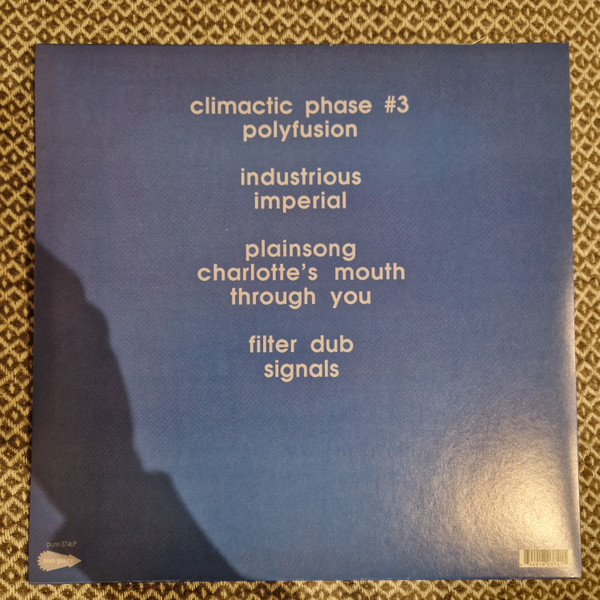 climactic phase #3
polyfusion
industrious
imperial
plainsong
charlotte's mouth
through you
filter dub
signals